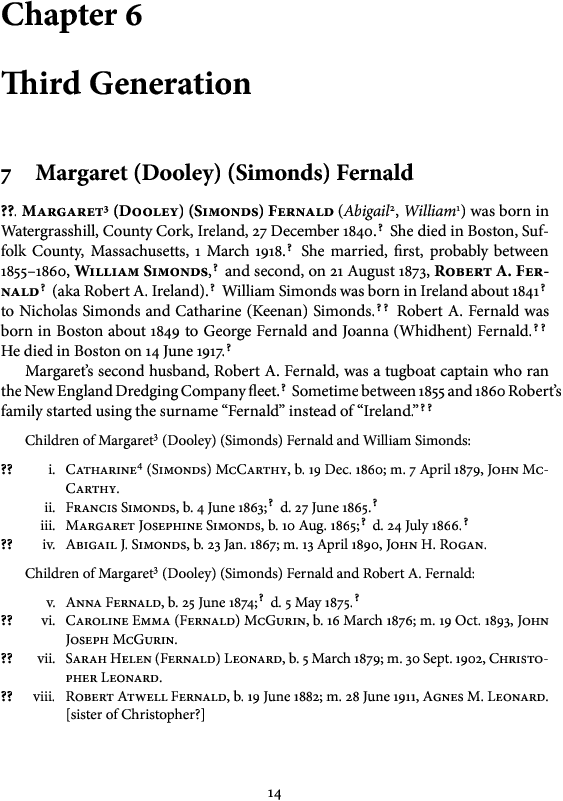 Chapter 6
Third Generation
7 Margaret (Dooley) (Simonds) Fernald
??. Margaret³ (Dooley) (Simonds) Fernald (Abigail², William¹) was born in
Watergrasshill, County Cork, Ireland, 27 December 1840.? She died in Boston, Suf-
folk County, Massachusetts, 1 March 1918.? She married, first, probably between
1855–1860, William Simonds,? and second, on 21 August 1873, Robert A. Fer-
nald? (aka Robert A. Ireland).? William Simonds was born in Ireland about 1841?
to Nicholas Simonds and Catharine (Keenan) Simonds.? ? Robert A. Fernald was
born in Boston about 1849 to George Fernald and Joanna (Whidhent) Fernald.? ?
He died in Boston on 14 June 1917.?
Margaret's second husband, Robert A. Fernald, was a tugboat captain who ran
the New England Dredging Company fleet.? Sometime between 1855 and 1860 Robert's
family started using the surname “Fernald” instead of “Ireland.”? ?
Children of Margaret³ (Dooley) (Simonds) Fernald and William Simonds:
?? i. Catharine⁴ (Simonds) McCarthy, b. 19 Dec. 1860; m. 7 April 1879, John Mc-
Carthy.
ii. Francis Simonds, b. 4 June 1863;? d. 27 June 1865.?
iii. Margaret Josephine Simonds, b. 10 Aug. 1865;? d. 24 July 1866.?
?? iv. Abigail J. Simonds, b. 23 Jan. 1867; m. 13 April 1890, John H. Rogan.
Children of Margaret³ (Dooley) (Simonds) Fernald and Robert A. Fernald:
v. Anna Fernald, b. 25 June 1874;? d. 5 May 1875.?
?? vi. Caroline Emma (Fernald) McGurin, b. 16 March 1876; m. 19 Oct. 1893, John
Joseph McGurin.
?? vii. Sarah Helen (Fernald) Leonard, b. 5 March 1879; m. 30 Sept. 1902, Christo-
pher Leonard.
?? viii. Robert Atwell Fernald, b. 19 June 1882; m. 28 June 1911, Agnes M. Leonard.
[sister of Christopher?]
14